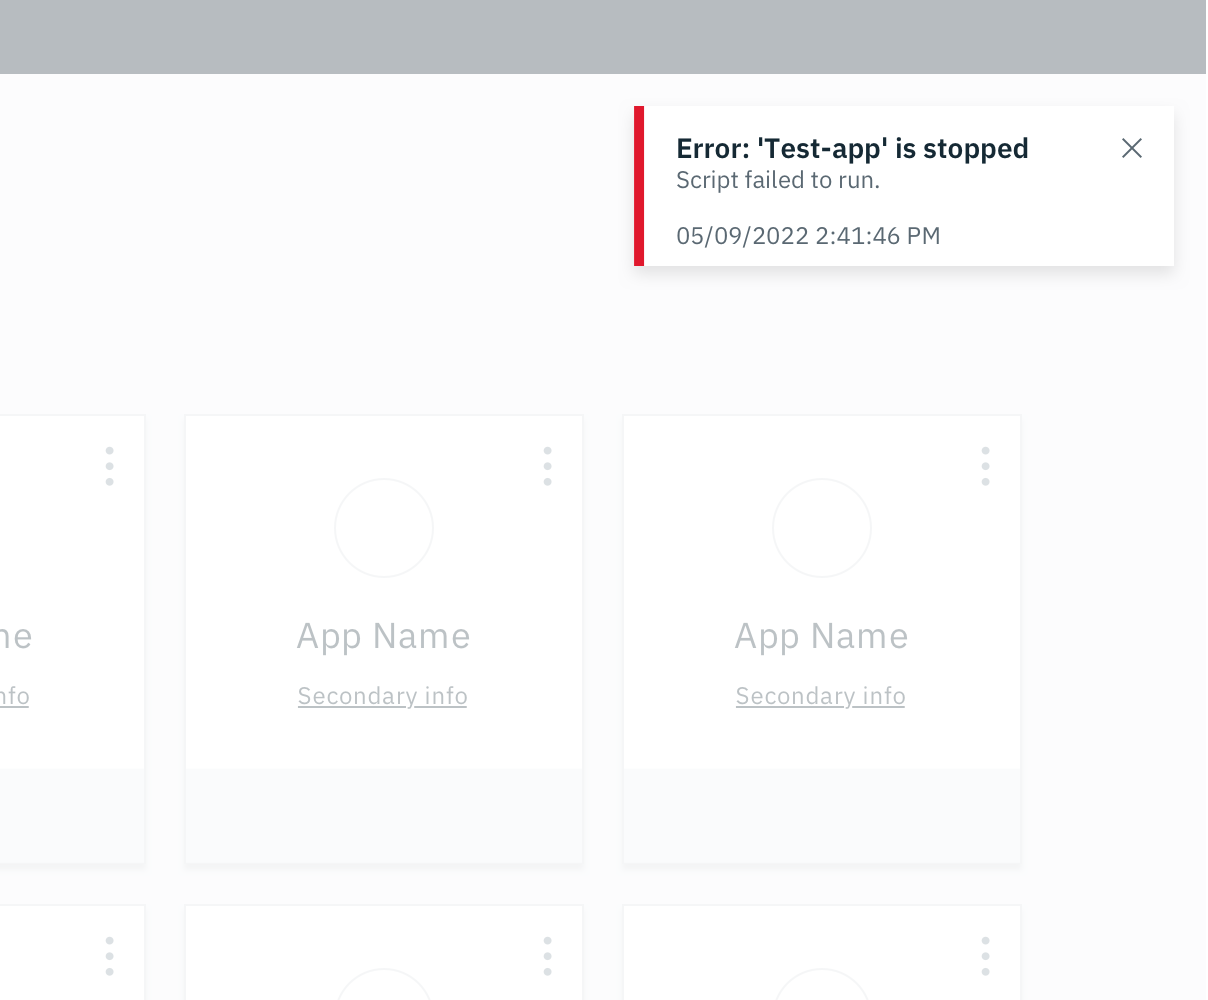 Error: 'Test-app' is stopped
Script failed to run.
05/09/2022 2:41:46 PM
me App Name App Name
nfo Secondary info Secondary info